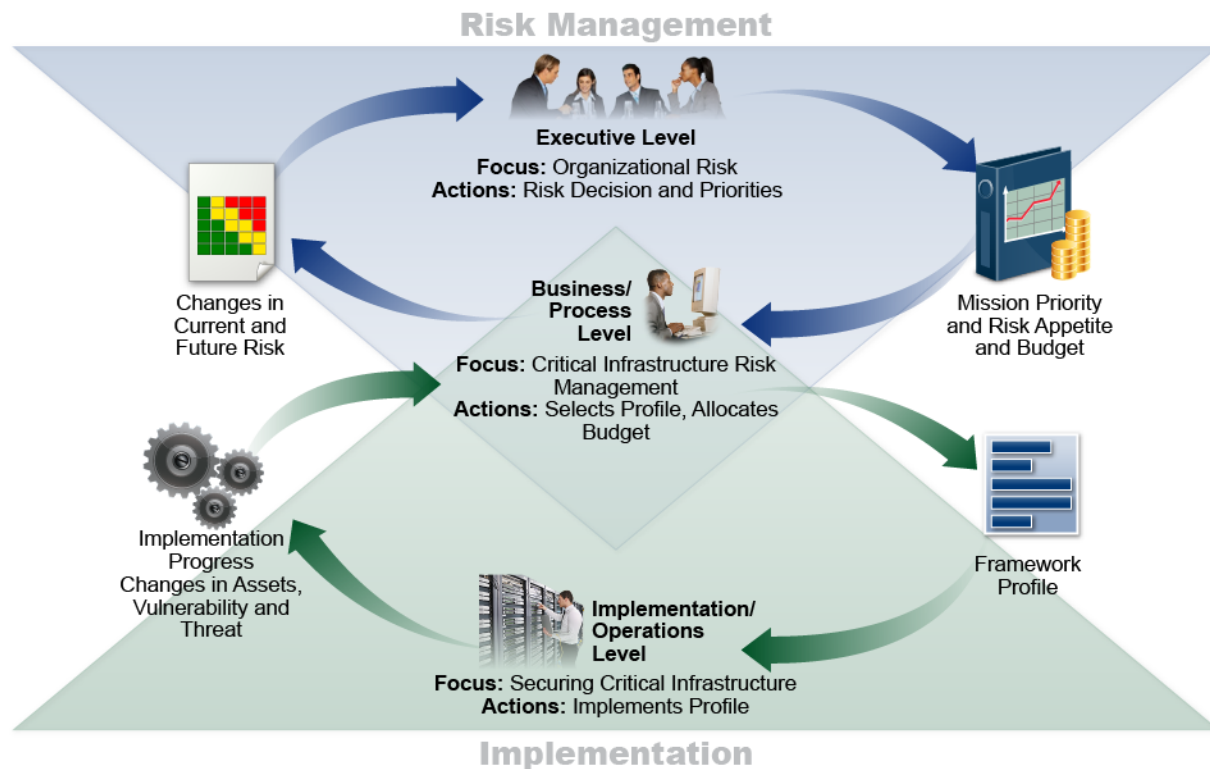 Risk Management
Executive Level
Focus: Organizational Risk
Actions: Risk Decision and Priorities
Changes in
Current and
Future Risk
Mission Priority
and Risk Appetite
and Budget
Business/
Process
Level
Focus: Critical Infrastructure Risk
Management
Actions: Selects Profile, Allocates
Budget
Implementation
Progress
Changes in Assets,
Vulnerability and
Threat
Framework
Profile
Implementation/
Operations
Level
Focus: Securing Critical Infrastructure
Actions: Implements Profile
Implementation